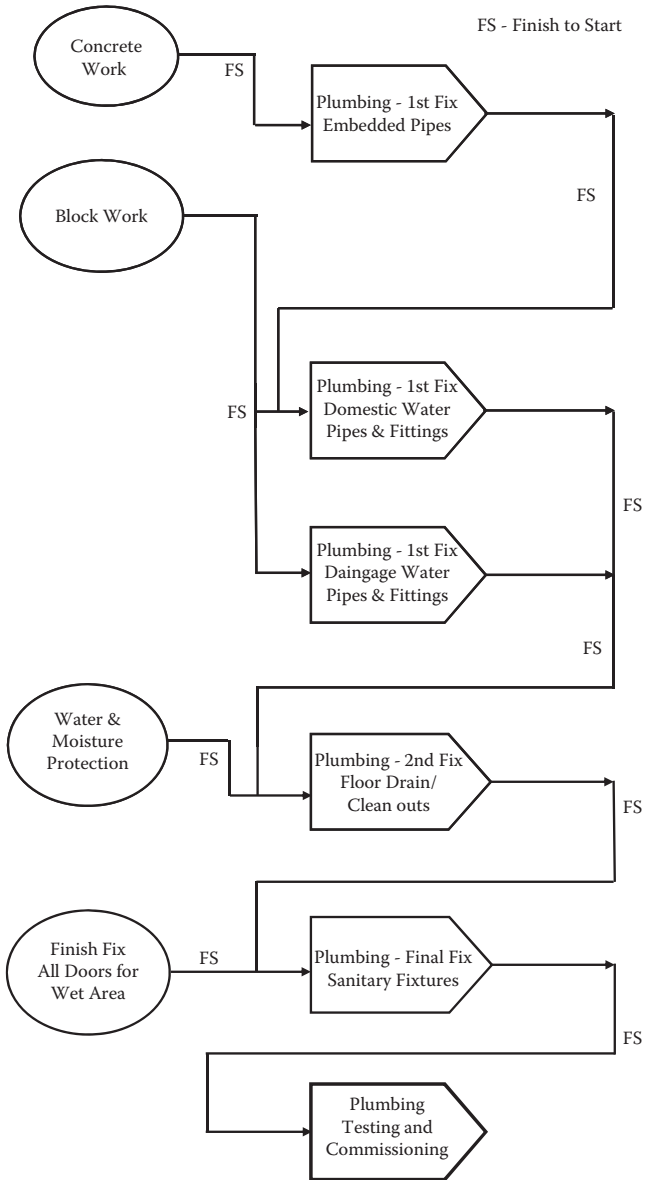 FS - Finish to Start
Concrete
Work
FS
Plumbing - 1st Fix
Embedded Pipes
FS
Block Work
FS
Plumbing - 1st Fix
Domestic Water
Pipes & Fittings
FS
Plumbing - 1st Fix
Daingage Water
Pipes & Fittings
FS
Water &
Moisture
Protection
FS
Plumbing - 2nd Fix
Floor Drain/
Clean outs
FS
Finish Fix
All Doors for
Wet Area
FS
Plumbing - Final Fix
Sanitary Fixtures
FS
Plumbing
Testing and
Commissioning